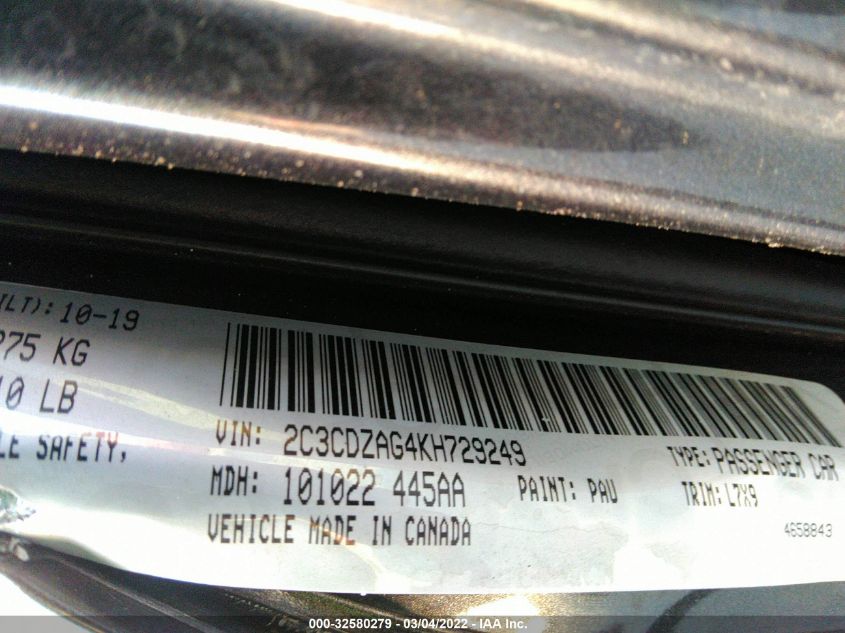 ILT): 10-19
275 KG
10 LB
LE SAFETY,
VIN: 2C3CDZAG4KH729249
TYPE: PASSENGER CAR
MDH: 101022 445AA
PAINT: PAU
TRIM: L7X9
VEHICLE MADE IN CANADA
4658843
000-32580279 - 03/04/2022 - IAA Inc.